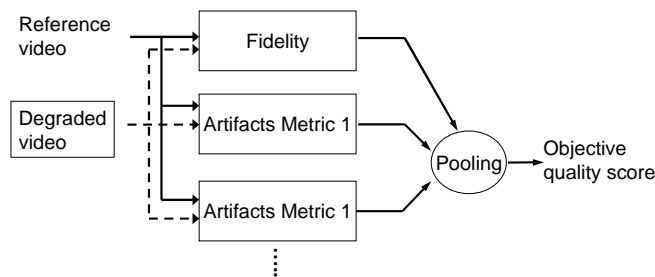 Reference
video
Fidelity
Degraded
video
Artifacts Metric 1
Pooling
Objective
quality score
Artifacts Metric 1